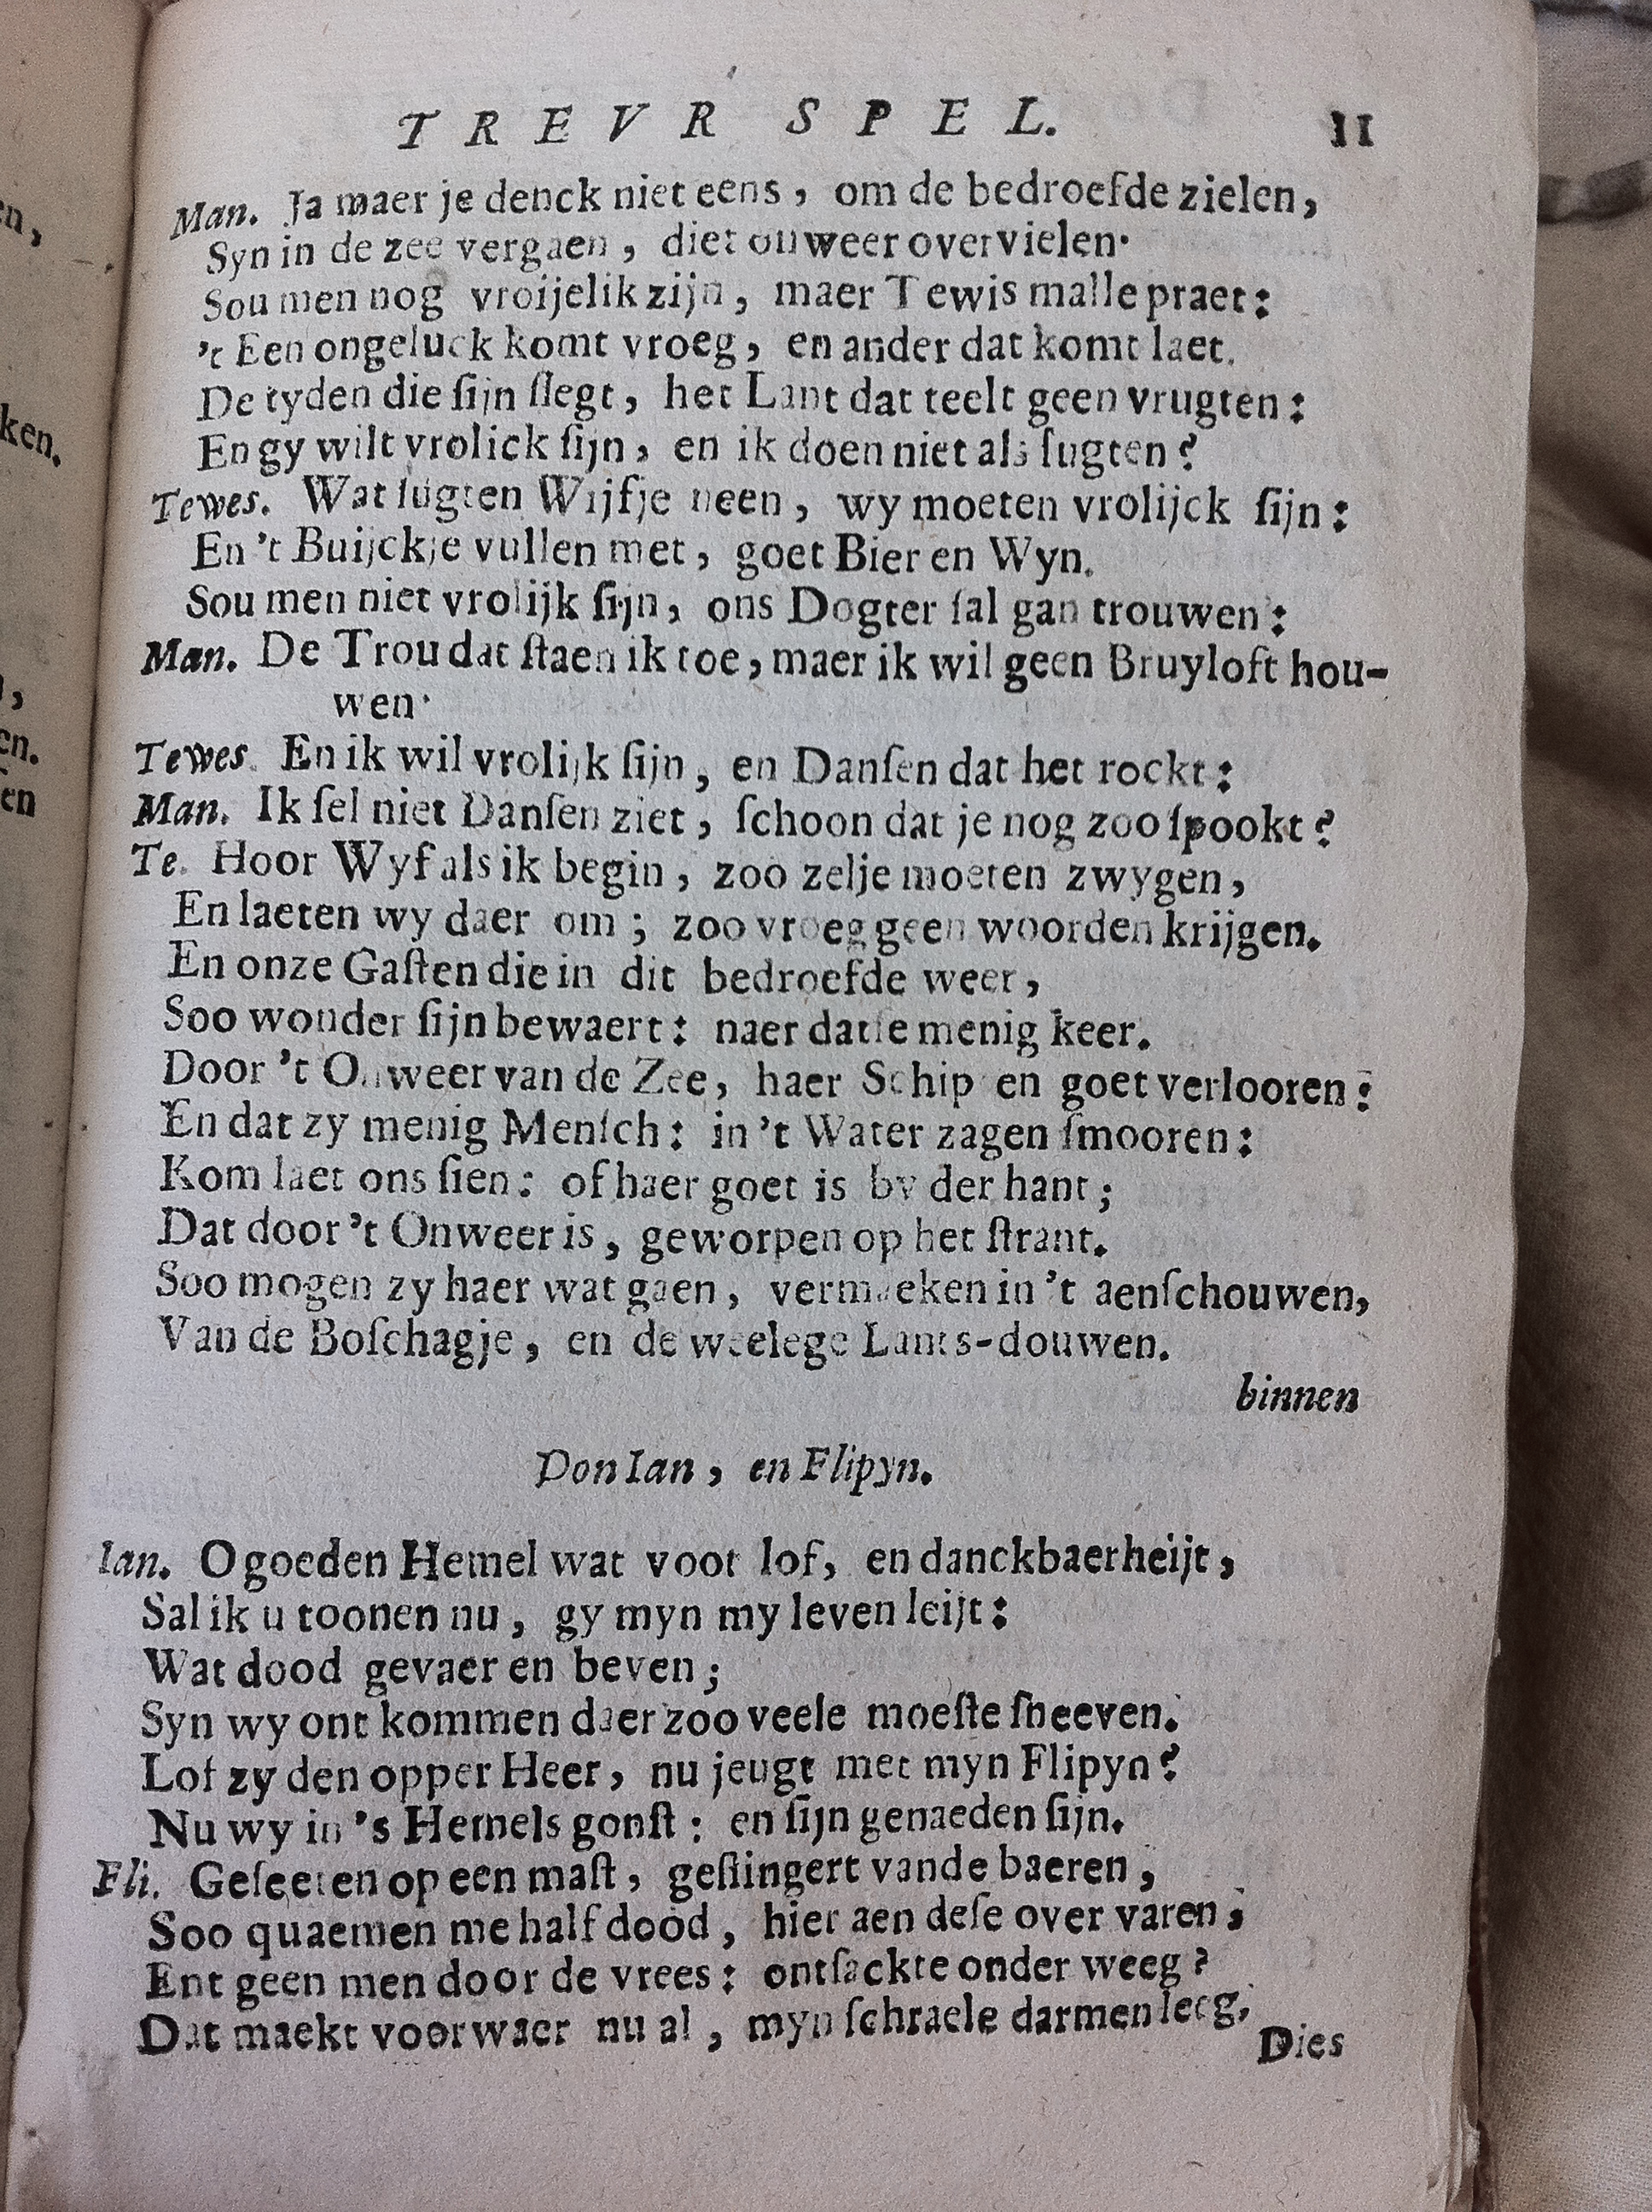 TREVR SPEL. 11
Man. Ja maer je denck niet eens, om de bedroefde zielen,
Syn in de zee vergaen, diet onweer overvielen.
Sou men nog vroijelik zijn, maer Tewis malle praet:
't Een ongeluck komt vroeg, en ander dat komt laet.
De tyden die sijn slegt, het Lant dat teelt geen vrugten:
En gy wilt vrolick sijn, en ik doen niet als sugten?
Tewes. Wat sugten Wijfje neen, wy moeten vrolijck sijn:
En 't Buijckje vullen met, goet Bier en Wyn.
Sou men niet vrolijk sijn, ons Dogter sal gan trouwen:
Man. De Trou dat staen ik toe, maer ik wil geen Bruyloft hou-
wen.
Tewes. En ik wil vrolijk sijn, en Dansen dat het rockt:
Man. Ik sel niet Dansen ziet, schoon dat je nog zoo spookt?
Te. Hoor Wyf als ik begin, zoo zelje moeten zwygen,
En laeten wy daer om; zoo vroeg geen woorden krijgen.
En onze Gasten die in dit bedroefde weer,
Soo wonder sijn bewaert: naer datse menig keer.
Door 't Onweer van de Zee, haer Schip en goet verlooren:
En dat zy menig Mensch: in 't Water zagen smooren:
Kom laet ons sien: of haer goet is by der hant;
Dat door 't Onweer is, geworpen op het strant.
Soo mogen zy haer wat gaen, vermaeken in 't aenschouwen,
Van de Boschagje, en de weelege Lants-douwen.
binnen
Don Ian, en Flipyn.
Ian. O goeden Hemel wat voor lof, en danckbaerheijt,
Sal ik u toonen nu, gy myn my leven leijt:
Wat dood gevaer en beven;
Syn wy ont kommen daer zoo veele moeste sneeven.
Lof zy den opper Heer, nu jeugt met myn Flipyn?
Nu wy in 's Hemels gonst: en sijn genaeden sijn.
Fli. Geseeten op een mast, geslingert vande baeren,
Soo quaemen me half dood, hier aen dese over varen,
Ent geen men door de vrees: ontsackte onder weeg?
Dat maekt voorwaer nu al, myn schraele darmen leeg,
Dies